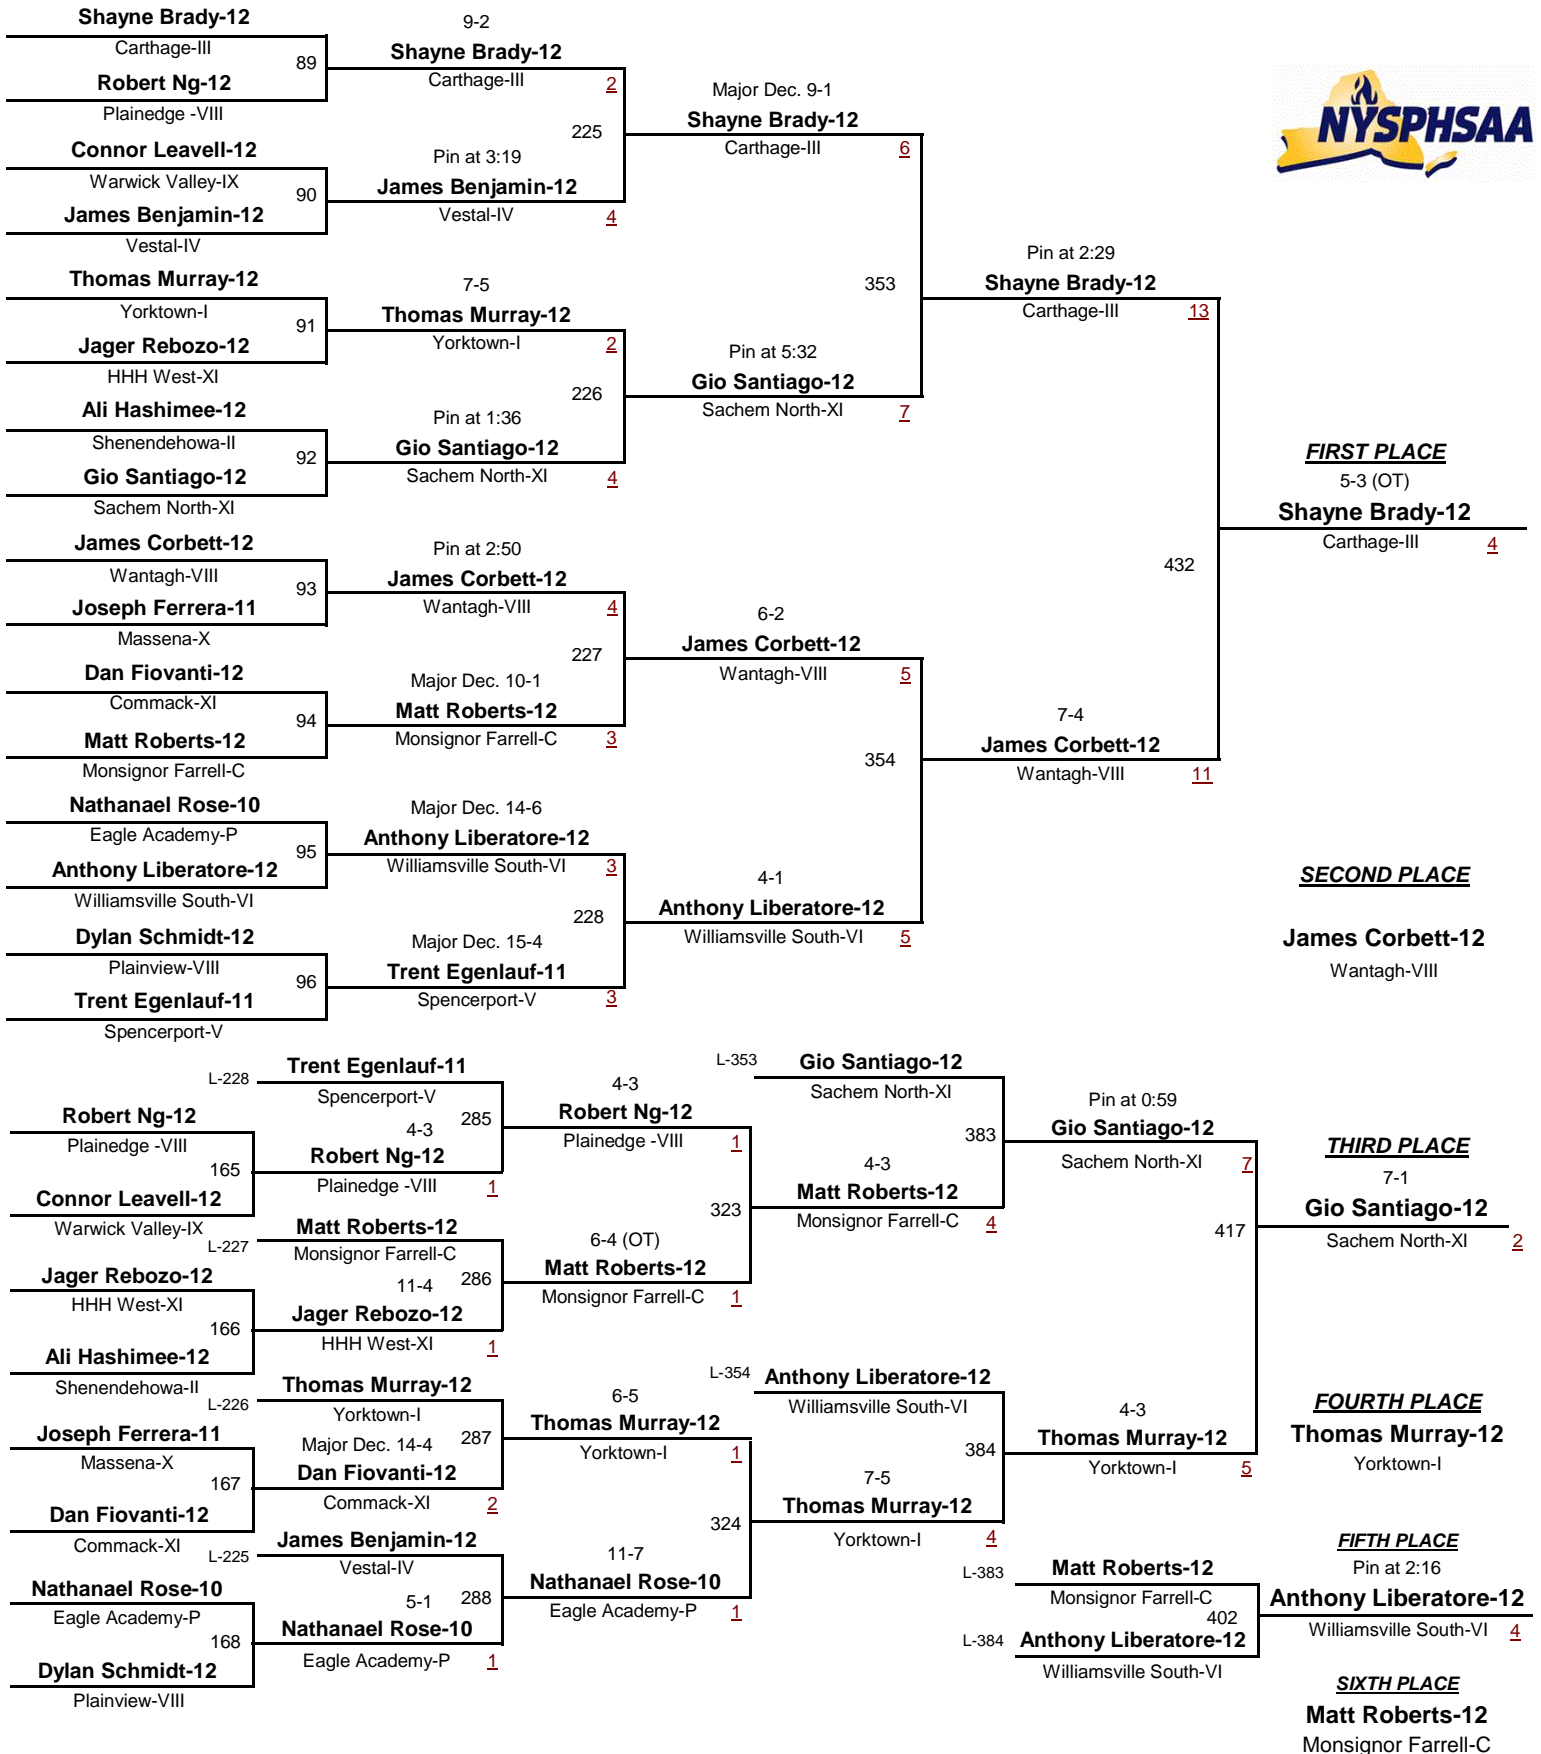 Shayne Brady-12
Carthage-III
89
Robert Ng-12
Plainedge -VIII
Connor Leavell-12
Warwick Valley-IX
90
James Benjamin-12
Vestal-IV
Thomas Murray-12
Yorktown-I
91
Jager Rebozo-12
HHH West-XI
Ali Hashimee-12
Shenendehowa-II
92
Gio Santiago-12
Sachem North-XI
James Corbett-12
Wantagh-VIII
93
Joseph Ferrera-11
Massena-X
Dan Fiovanti-12
Commack-XI
94
Matt Roberts-12
Monsignor Farrell-C
Nathanael Rose-10
Eagle Academy-P
95
Anthony Liberatore-12
Williamsville South-VI
Dylan Schmidt-12
Plainview-VIII
96
Trent Egenlauf-11
Spencerport-V
9-2
Shayne Brady-12
Carthage-III 2
225
Pin at 3:19
James Benjamin-12
Vestal-IV 4
7-5
Thomas Murray-12
Yorktown-I 2
226
Pin at 1:36
Gio Santiago-12
Sachem North-XI 4
Pin at 2:50
James Corbett-12
Wantagh-VIII 4
227
Major Dec. 10-1
Matt Roberts-12
Monsignor Farrell-C 3
Major Dec. 14-6
Anthony Liberatore-12
Williamsville South-VI 3
228
Major Dec. 15-4
Trent Egenlauf-11
Spencerport-V 3
Major Dec. 9-1
Shayne Brady-12
Carthage-III 6
353
Pin at 5:32
Gio Santiago-12
Sachem North-XI 7
6-2
James Corbett-12
Wantagh-VIII 5
354
4-1
Anthony Liberatore-12
Williamsville South-VI 5
Pin at 2:29
Shayne Brady-12
Carthage-III 13
432
7-4
James Corbett-12
Wantagh-VIII 11
NYSPHSAA
FIRST PLACE
5-3 (OT)
Shayne Brady-12
Carthage-III 4
SECOND PLACE
James Corbett-12
Wantagh-VIII
Robert Ng-12
Plainedge -VIII
165
Connor Leavell-12
Warwick Valley-IX
Jager Rebozo-12
HHH West-XI
166
Ali Hashimee-12
Shenendehowa-II
Joseph Ferrera-11
Massena-X
167
Dan Fiovanti-12
Commack-XI
Nathanael Rose-10
Eagle Academy-P
168
Dylan Schmidt-12
Plainview-VIII
L-228 Trent Egenlauf-11
Spencerport-V
285
4-3
Robert Ng-12
Plainedge -VIII 1
L-227 Matt Roberts-12
Monsignor Farrell-C
11-4 286
Jager Rebozo-12
HHH West-XI 1
L-226 Thomas Murray-12
Yorktown-I
Major Dec. 14-4 287
Dan Fiovanti-12
Commack-XI 2
L-225 James Benjamin-12
Vestal-IV
5-1 288
Nathanael Rose-10
Eagle Academy-P 1
4-3
Robert Ng-12
Plainedge -VIII 1
323
6-4 (OT)
Matt Roberts-12
Monsignor Farrell-C 1
6-5
Thomas Murray-12
Yorktown-I 1
324
11-7
Nathanael Rose-10
Eagle Academy-P 1
L-353 Gio Santiago-12
Sachem North-XI
383
4-3
Matt Roberts-12
Monsignor Farrell-C 4
L-354 Anthony Liberatore-12
Williamsville South-VI
384
7-5
Thomas Murray-12
Yorktown-I 4
Pin at 0:59
Gio Santiago-12
Sachem North-XI 7
417
4-3
Thomas Murray-12
Yorktown-I 5
L-383 Matt Roberts-12
Monsignor Farrell-C
402
L-384 Anthony Liberatore-12
Williamsville South-VI
THIRD PLACE
7-1
Gio Santiago-12
Sachem North-XI 2
FOURTH PLACE
Thomas Murray-12
Yorktown-I
FIFTH PLACE
Pin at 2:16
Anthony Liberatore-12
Williamsville South-VI 4
SIXTH PLACE
Matt Roberts-12
Monsignor Farrell-C